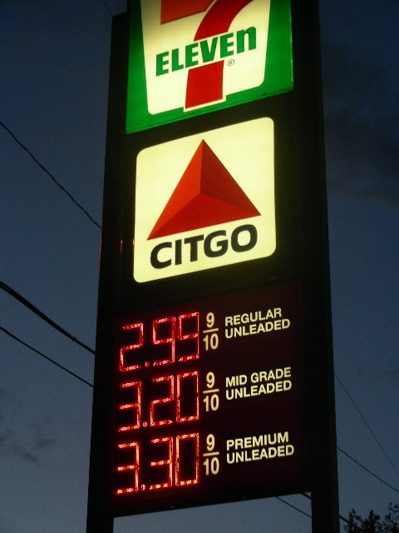 7
ELEVEn
®
CITGO
2.99 9/10 REGULAR UNLEADED
3.20 9/10 MID GRADE UNLEADED
3.30 9/10 PREMIUM UNLEADED